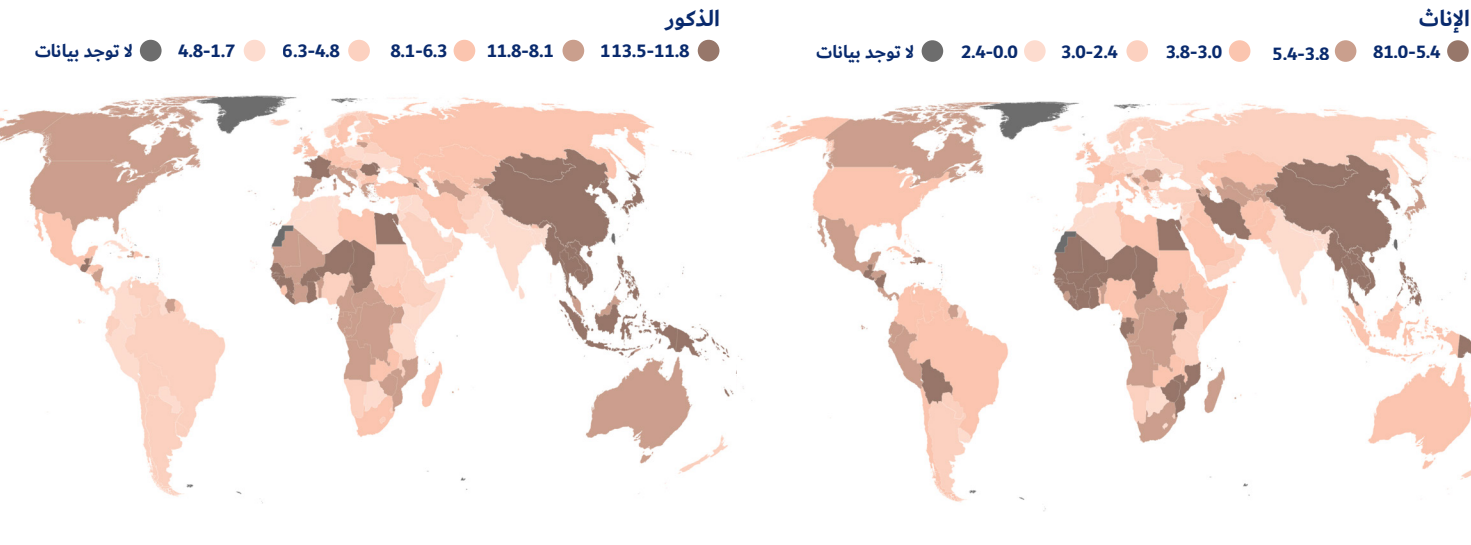 الإناث
81.0-5.4 5.4-3.8 3.8-3.0 3.0-2.4 2.4-0.0 لا توجد بيانات
الذكور
113.5-11.8 11.8-8.1 8.1-6.3 6.3-4.8 4.8-1.7 لا توجد بيانات